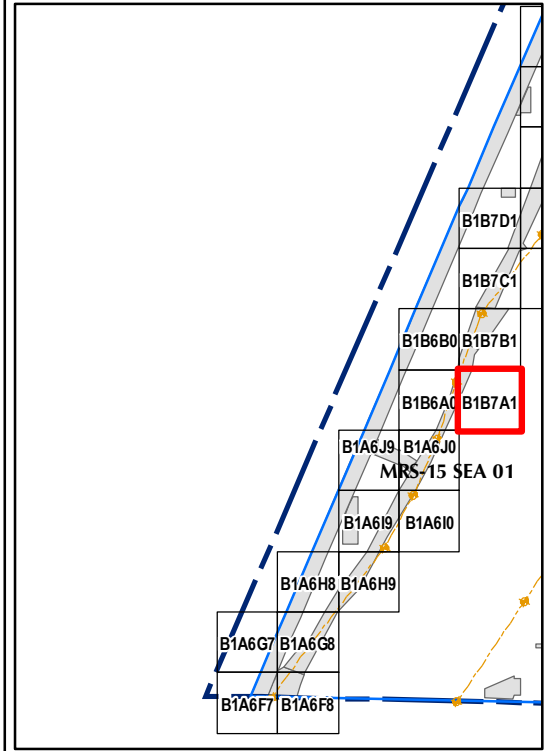 B1B7D1
B1B7C1
B1B6B0 B1B7B1
B1B6A0 B1B7A1
B1A6J9 B1A6J0
MRS-15 SEA 01
B1A6I9 B1A6I0
B1A6H8 B1A6H9
B1A6G7 B1A6G8
B1A6F7 B1A6F8